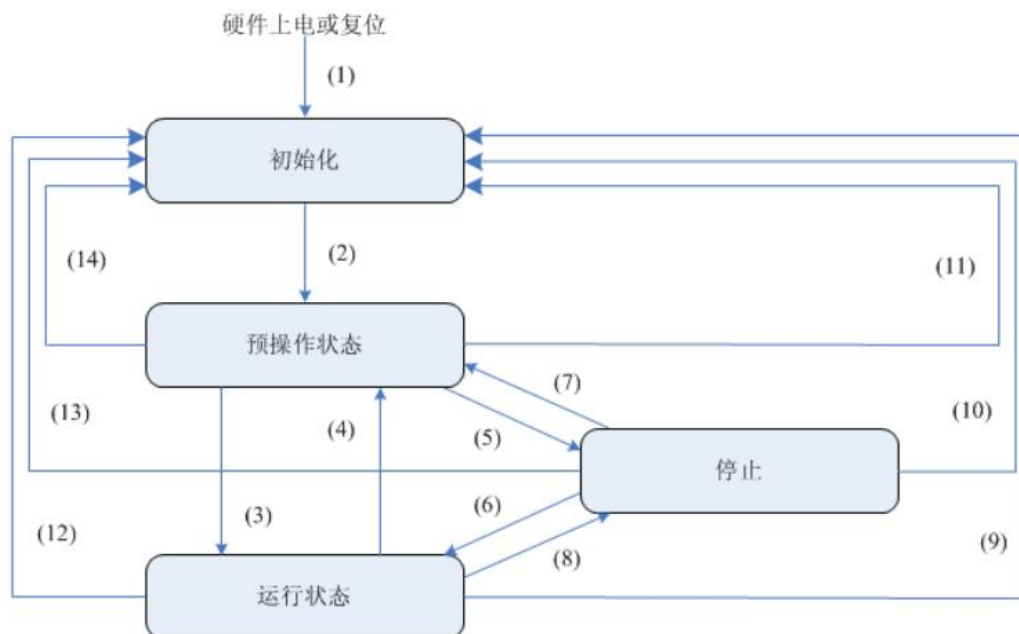 硬件上电或复位
(1)
初始化
(2)
(14)
(11)
预操作状态
(7)
(13)
(4)
(5)
(10)
停止
(3)
(6)
(12)
(8)
(9)
运行状态